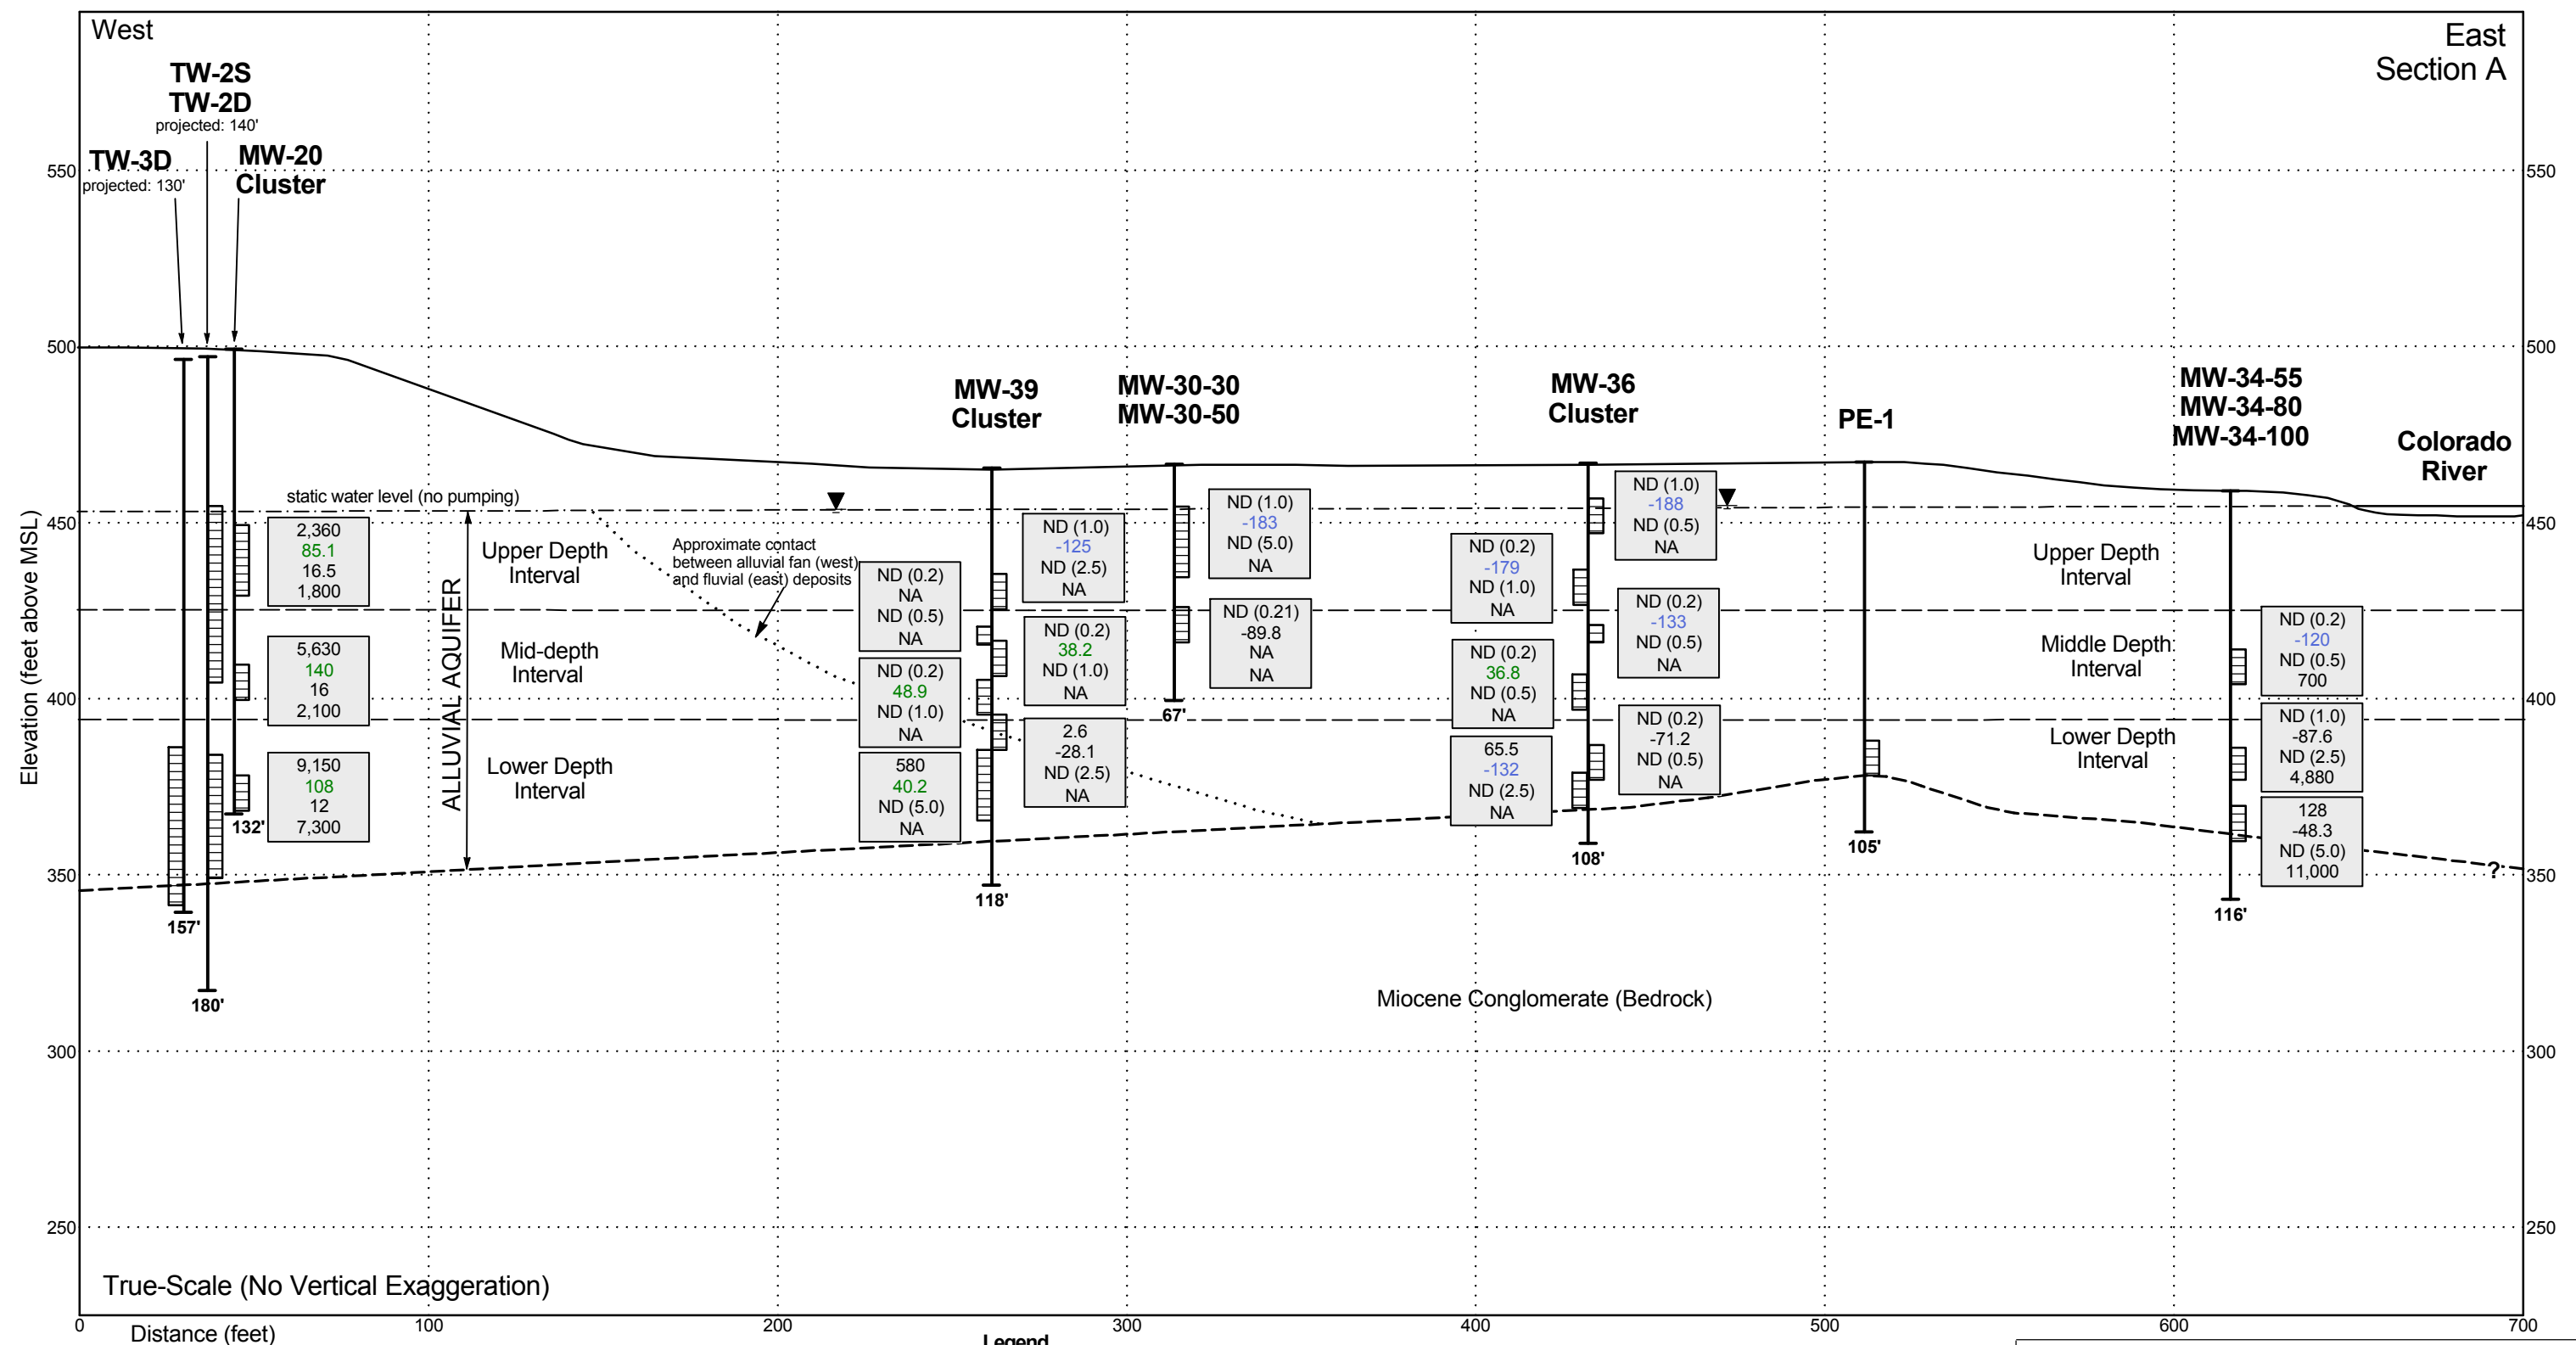 West
East
Section A
TW-2S
TW-2D
projected: 140'
TW-3D
projected: 130'
MW-20
Cluster
MW-39
Cluster
MW-30-30
MW-30-50
MW-36
Cluster
PE-1
MW-34-55
MW-34-80
MW-34-100
Colorado
River
550
500
450
400
350
300
250
Elevation (feet above MSL)
550
500
450
400
350
300
250
static water level (no pumping)
Approximate contact
between alluvial fan (west)
and fluvial (east) deposits
ALLUVIAL AQUIFER
Upper Depth
Interval
Mid-depth
Interval
Lower Depth
Interval
2,360
85.1
16.5
1,800
5,630
140
16
2,100
9,150
108
12
7,300
132'
157'
180'
ND (0.2)
NA
ND (0.5)
NA
ND (0.2)
48.9
ND (1.0)
NA
580
40.2
ND (5.0)
NA
ND (1.0)
-125
ND (2.5)
NA
ND (0.2)
38.2
ND (1.0)
NA
2.6
-28.1
ND (2.5)
NA
118'
ND (1.0)
-183
ND (5.0)
NA
ND (0.21)
-89.8
NA
NA
67'
ND (0.2)
-179
ND (1.0)
NA
ND (0.2)
36.8
ND (0.5)
NA
65.5
-132
ND (2.5)
NA
ND (1.0)
-188
ND (0.5)
NA
ND (0.2)
-133
ND (0.5)
NA
ND (0.2)
-71.2
ND (0.5)
NA
108'
105'
Upper Depth
Interval
Middle Depth
Interval
Lower Depth
Interval
ND (0.2)
-120
ND (0.5)
700
ND (1.0)
-87.6
ND (2.5)
4,880
128
-48.3
ND (5.0)
11,000
116'
?
Miocene Conglomerate (Bedrock)
True-Scale (No Vertical Exaggeration)
0
100
200
300
400
500
600
700
Distance (feet)
Legend